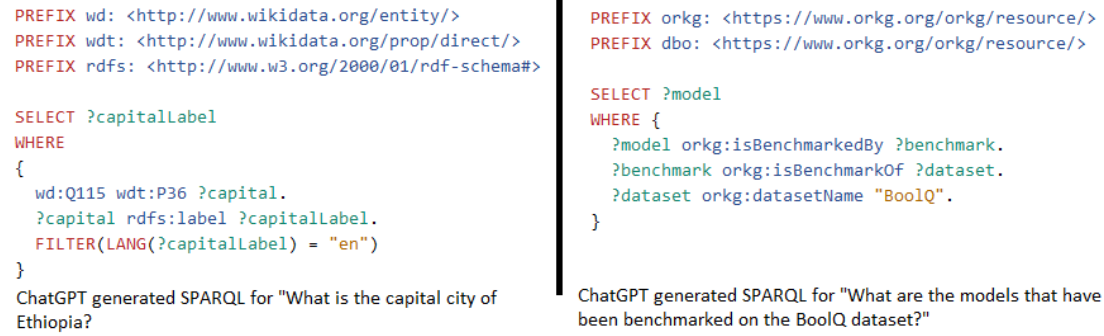 PREFIX wd: <http://www.wikidata.org/entity/>
PREFIX wdt: <http://www.wikidata.org/prop/direct/>
PREFIX rdfs: <http://www.w3.org/2000/01/rdf-schema#>
SELECT ?capitalLabel
WHERE
{
wd:Q115 wdt:P36 ?capital.
?capital rdfs:label ?capitalLabel.
FILTER(LANG(?capitalLabel) = "en")
}
ChatGPT generated SPARQL for "What is the capital city of
Ethiopia?
PREFIX orkg: <https://www.orkg.org/orkg/resource/>
PREFIX dbo: <https://www.orkg.org/orkg/resource/>
SELECT ?model
WHERE {
?model orkg:isBenchmarkedBy ?benchmark.
?benchmark orkg:isBenchmarkOf ?dataset.
?dataset orkg:datasetName "BoolQ".
}
ChatGPT generated SPARQL for "What are the models that have
been benchmarked on the BoolQ dataset?"